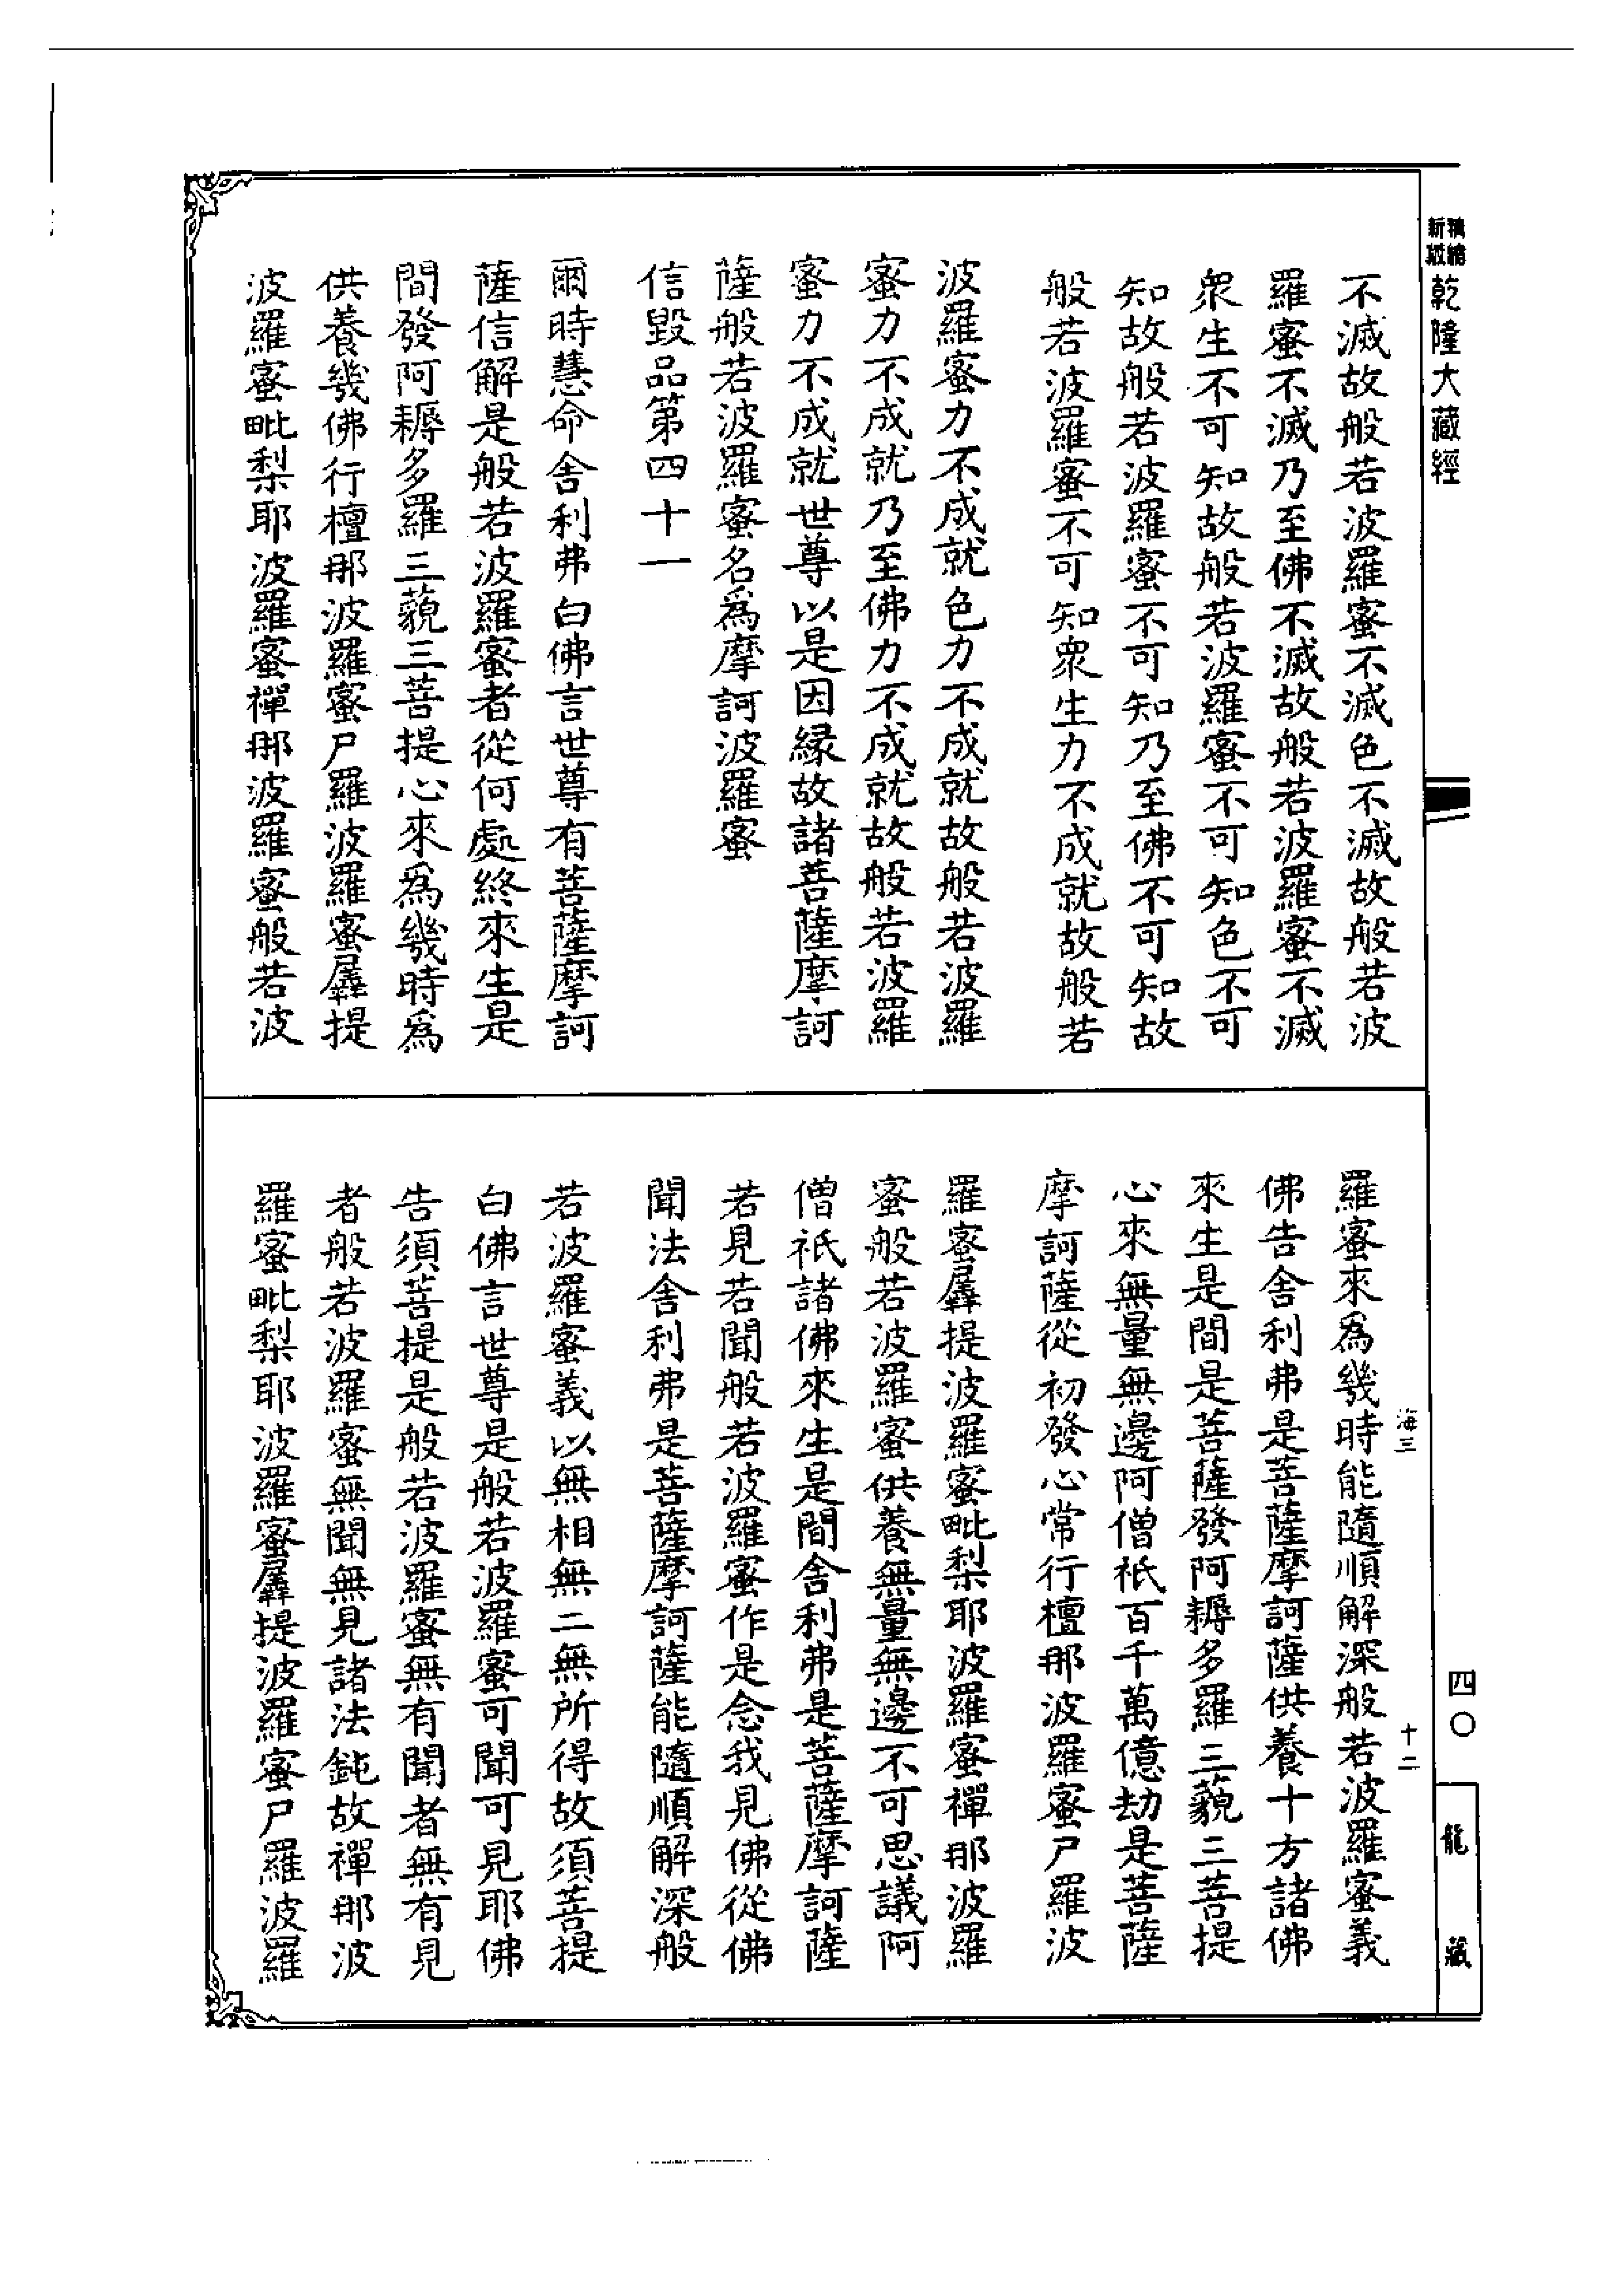 新版精縮
乾隆大藏經
不滅故般若波羅蜜不滅色不滅故般若波
羅蜜不滅乃至佛不滅故般若波羅蜜不滅
衆生不可知故般若波羅蜜不可知色不可
知故般若波羅蜜不可知乃至佛不可知故
般若波羅蜜不可知衆生力不成就故般若
波羅蜜力不成就色力不成就故般若波羅
蜜力不成就乃至佛力不成就故般若波羅
蜜力不成就世尊以是因緣故諸菩薩摩訶
薩般若波羅蜜名爲摩訶波羅蜜
信毀品第四十一
爾時慧命舍利弗白佛言世尊有菩薩摩訶
薩信解是般若波羅蜜者從何處終來生是
間發阿耨多羅三藐三菩提心來爲幾時爲
供養幾佛行檀那波羅蜜尸羅波羅蜜羼提
波羅蜜毗梨耶波羅蜜禪那波羅蜜般若波
羅蜜來爲幾時能隨順解深般若波羅蜜義
佛告舍利弗是菩薩摩訶薩供養十方諸佛
來生是間是菩薩發阿耨多羅三藐三菩提
心來無量無邊阿僧祇百千萬億劫是菩薩
摩訶薩從初發心常行檀那波羅蜜尸羅波
羅蜜羼提波羅蜜毗梨耶波羅蜜禪那波羅
蜜般若波羅蜜供養無量無邊不可思議阿
僧祇諸佛來生是間舍利弗是菩薩摩訶薩
若見若聞般若波羅蜜作是念我見佛從佛
聞法舍利弗是菩薩摩訶薩能隨順解深般
若波羅蜜義以無相無二無所得故須菩提
白佛言世尊是般若波羅蜜可聞可見耶佛
告須菩提是般若波羅蜜無有聞者無有見
者般若波羅蜜無聞無見諸法鈍故禪那波
羅蜜毗梨耶波羅蜜羼提波羅蜜尸羅波羅
海三
十二
四〇
龍藏